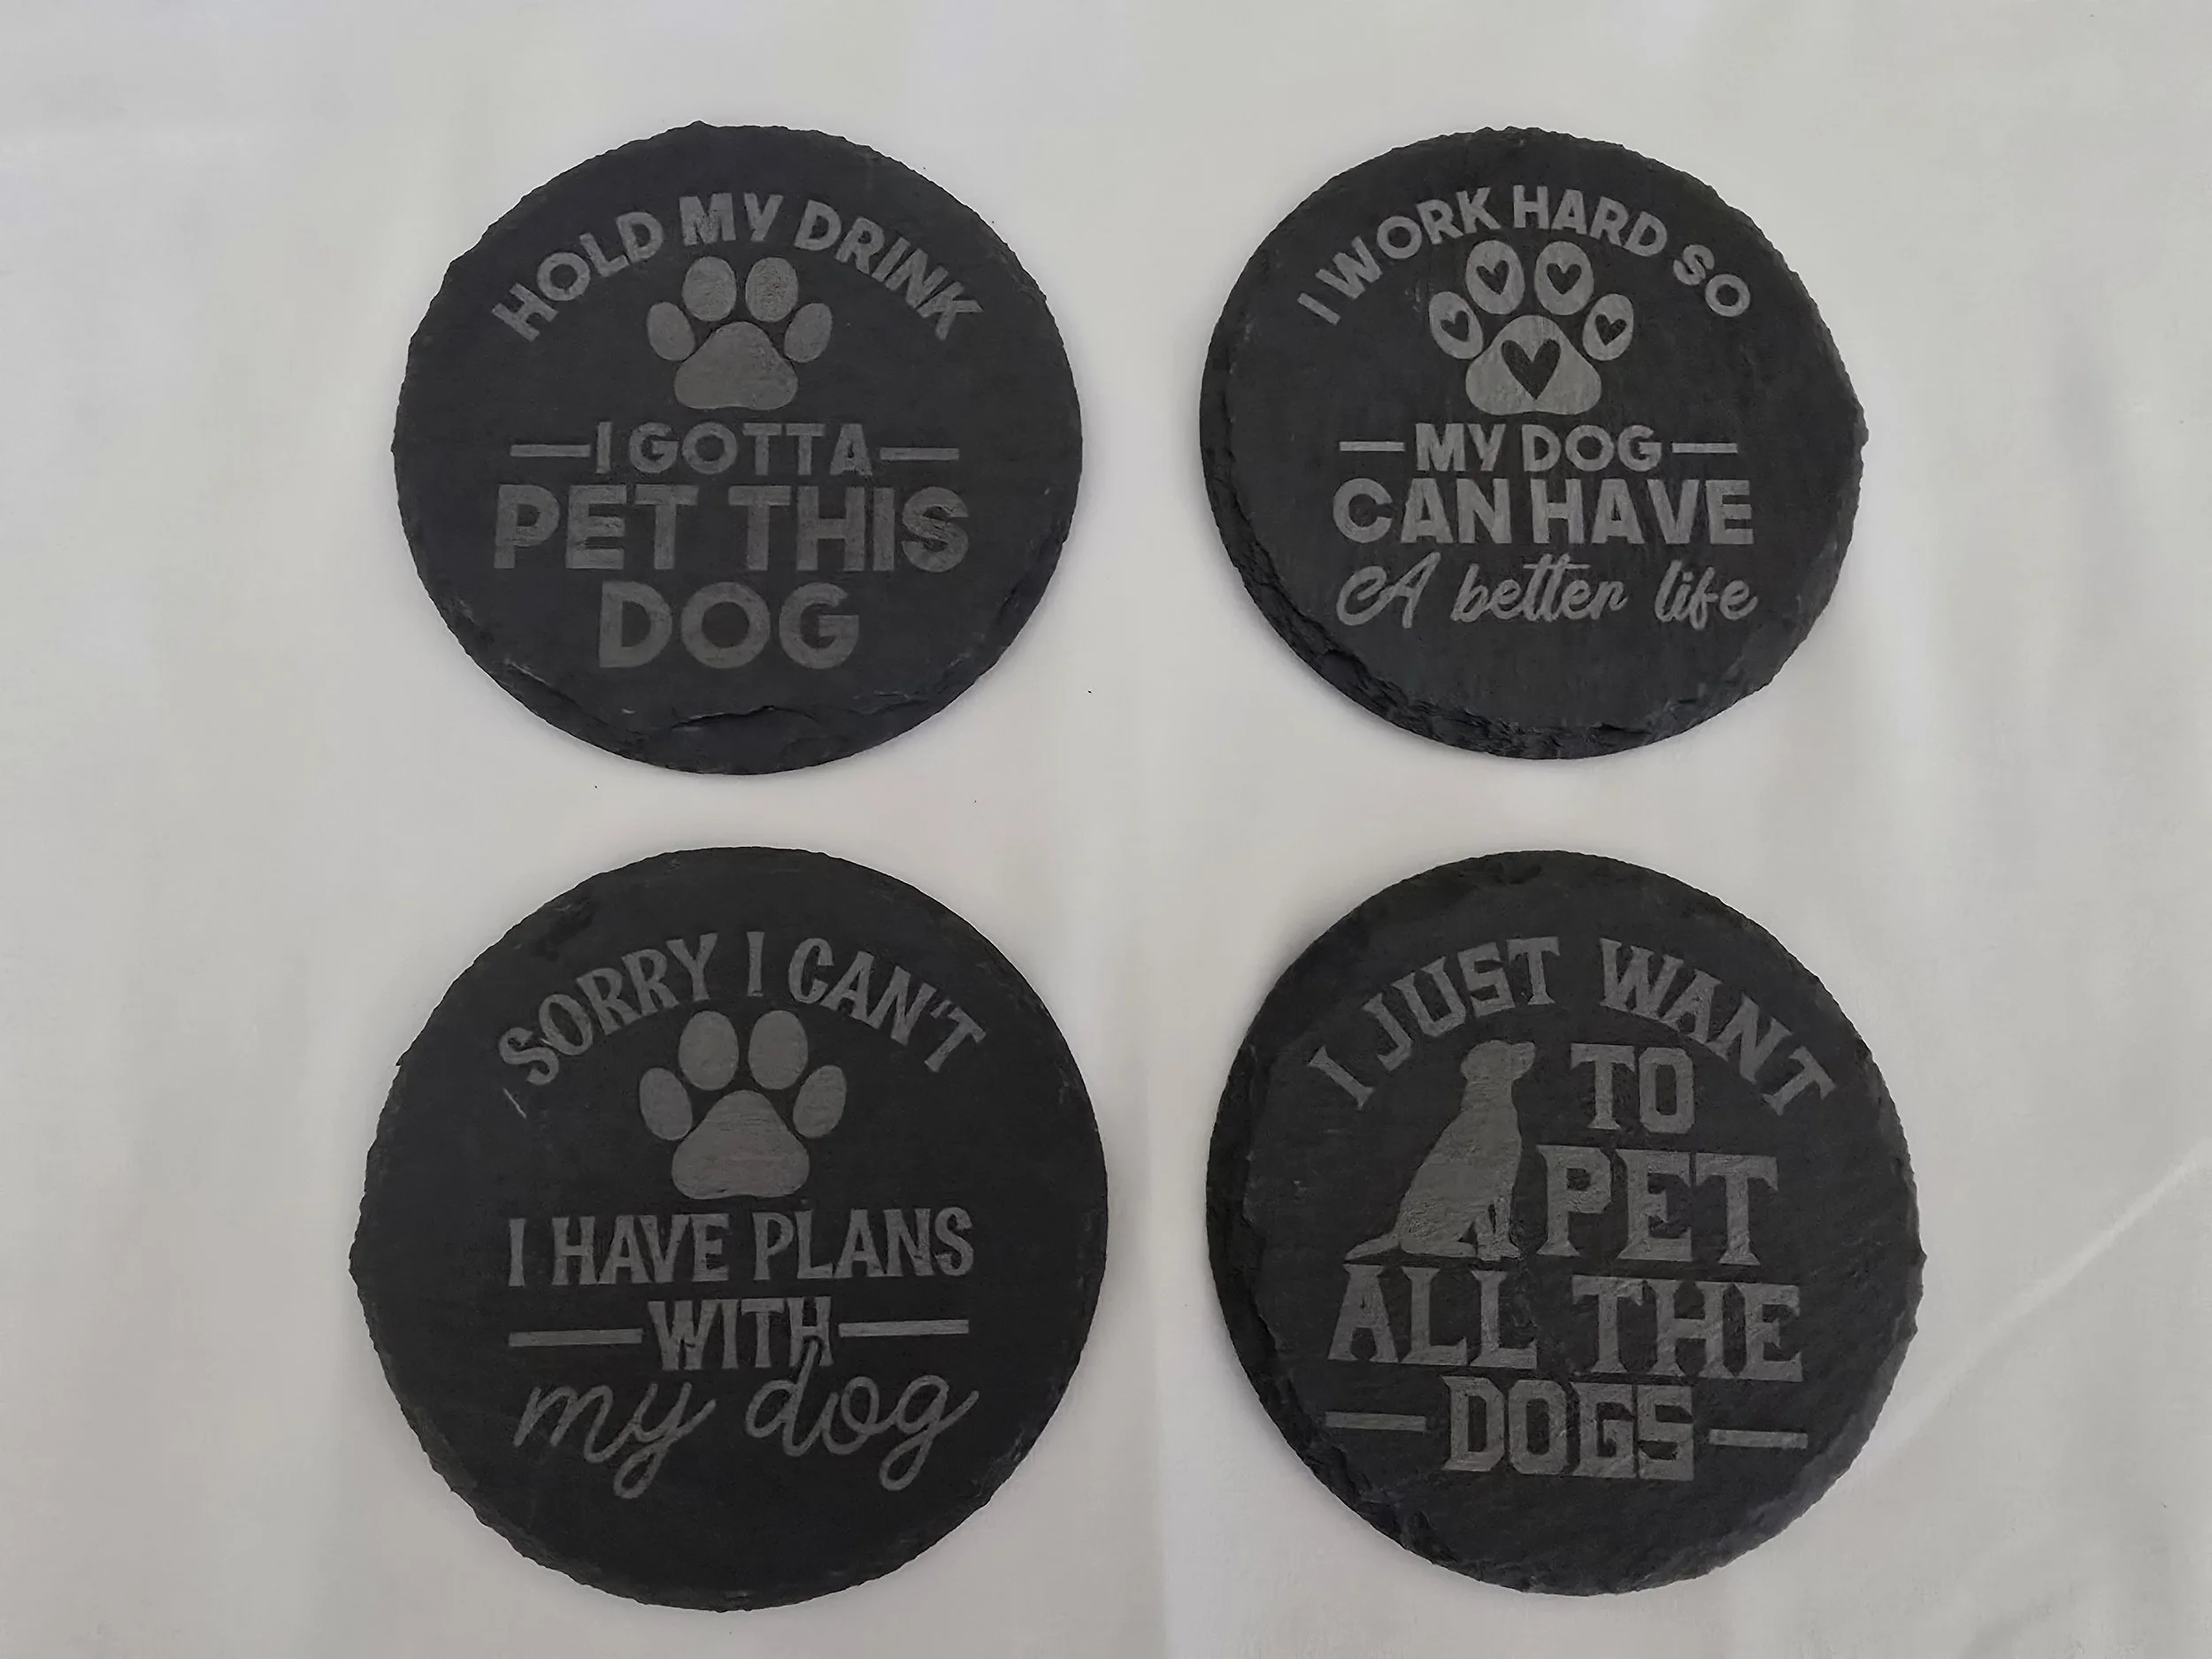 HOLD MY DRINK
I GOTTA
PET THIS
DOG
I WORK HARD SO
MY DOG
CAN HAVE
A better life
SORRY I CAN'T
I HAVE PLANS
WITH
my dog
I JUST WANT
TO
PET
ALL THE
DOGS